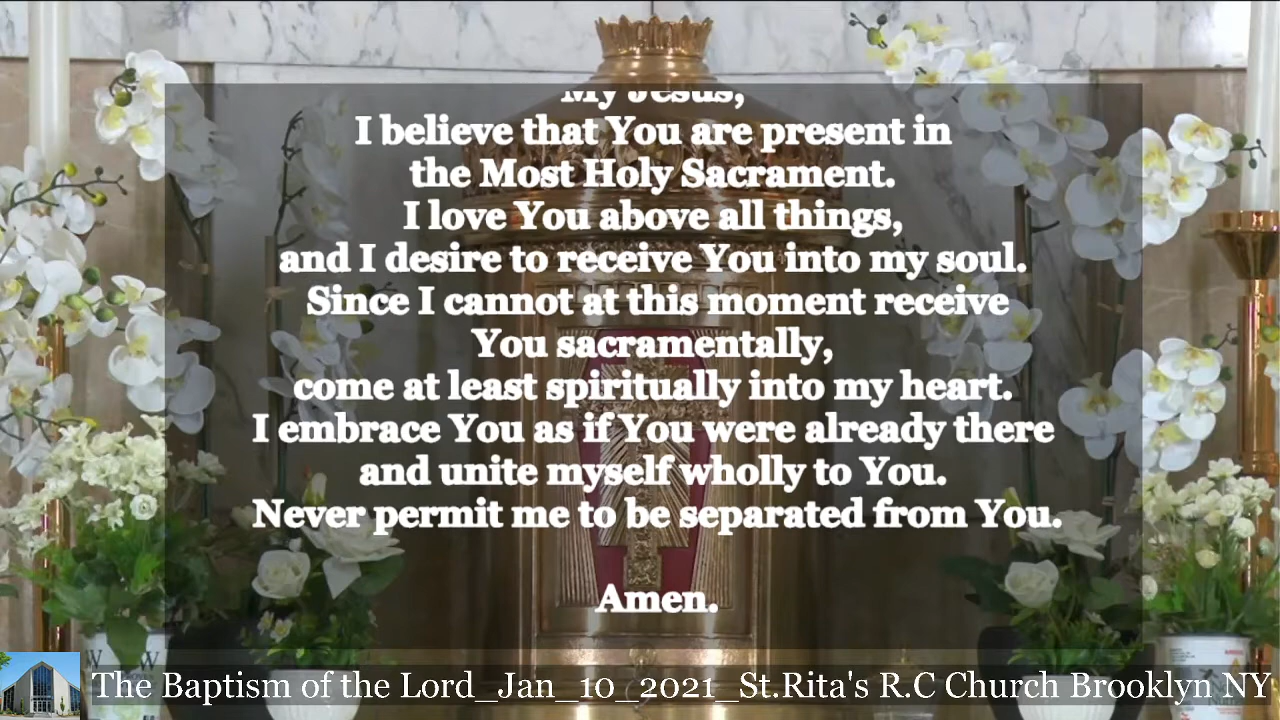 My Jesus,
I believe that You are present in
the Most Holy Sacrament.
I love You above all things,
and I desire to receive You into my soul.
Since I cannot at this moment receive
You sacramentally,
come at least spiritually into my heart.
I embrace You as if You were already there
and unite myself wholly to You.
Never permit me to be separated from You.
Amen.
The Baptism of the Lord_Jan_10_2021_St.Rita's R.C Church Brooklyn NY